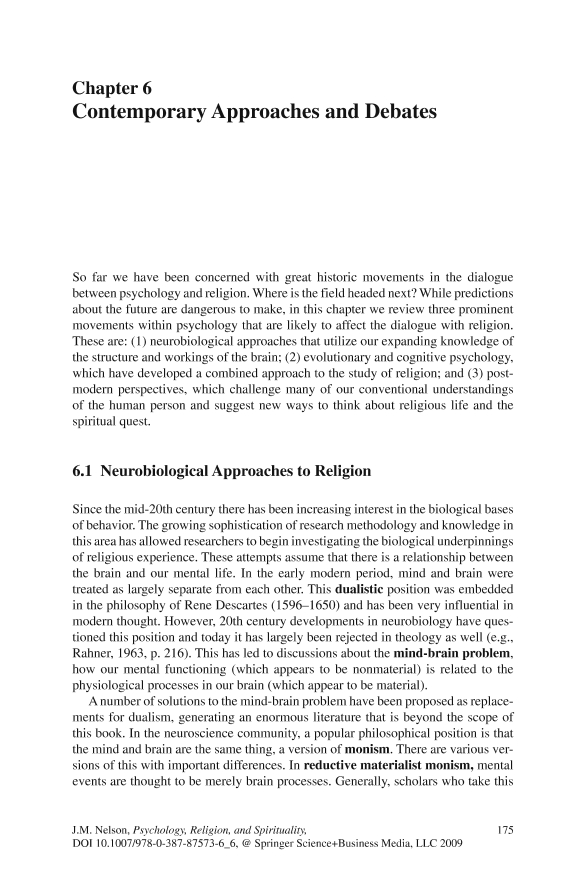 Chapter 6
Contemporary Approaches and Debates
So far we have been concerned with great historic movements in the dialogue
between psychology and religion. Where is the field headed next? While predictions
about the future are dangerous to make, in this chapter we review three prominent
movements within psychology that are likely to affect the dialogue with religion.
These are: (1) neurobiological approaches that utilize our expanding knowledge of
the structure and workings of the brain; (2) evolutionary and cognitive psychology,
which have developed a combined approach to the study of religion; and (3) post-
modern perspectives, which challenge many of our conventional understandings
of the human person and suggest new ways to think about religious life and the
spiritual quest.
6.1 Neurobiological Approaches to Religion
Since the mid-20th century there has been increasing interest in the biological bases
of behavior. The growing sophistication of research methodology and knowledge in
this area has allowed researchers to begin investigating the biological underpinnings
of religious experience. These attempts assume that there is a relationship between
the brain and our mental life. In the early modern period, mind and brain were
treated as largely separate from each other. This dualistic position was embedded
in the philosophy of Rene Descartes (1596–1650) and has been very influential in
modern thought. However, 20th century developments in neurobiology have ques-
tioned this position and today it has largely been rejected in theology as well (e.g.,
Rahner, 1963, p. 216). This has led to discussions about the mind-brain problem,
how our mental functioning (which appears to be nonmaterial) is related to the
physiological processes in our brain (which appear to be material).
A number of solutions to the mind-brain problem have been proposed as replace-
ments for dualism, generating an enormous literature that is beyond the scope of
this book. In the neuroscience community, a popular philosophical position is that
the mind and brain are the same thing, a version of monism. There are various ver-
sions of this with important differences. In reductive materialist monism, mental
events are thought to be merely brain processes. Generally, scholars who take this
J.M. Nelson, Psychology, Religion, and Spirituality, 175
DOI 10.1007/978-0-387-87573-6_6, @ Springer Science+Business Media, LLC 2009